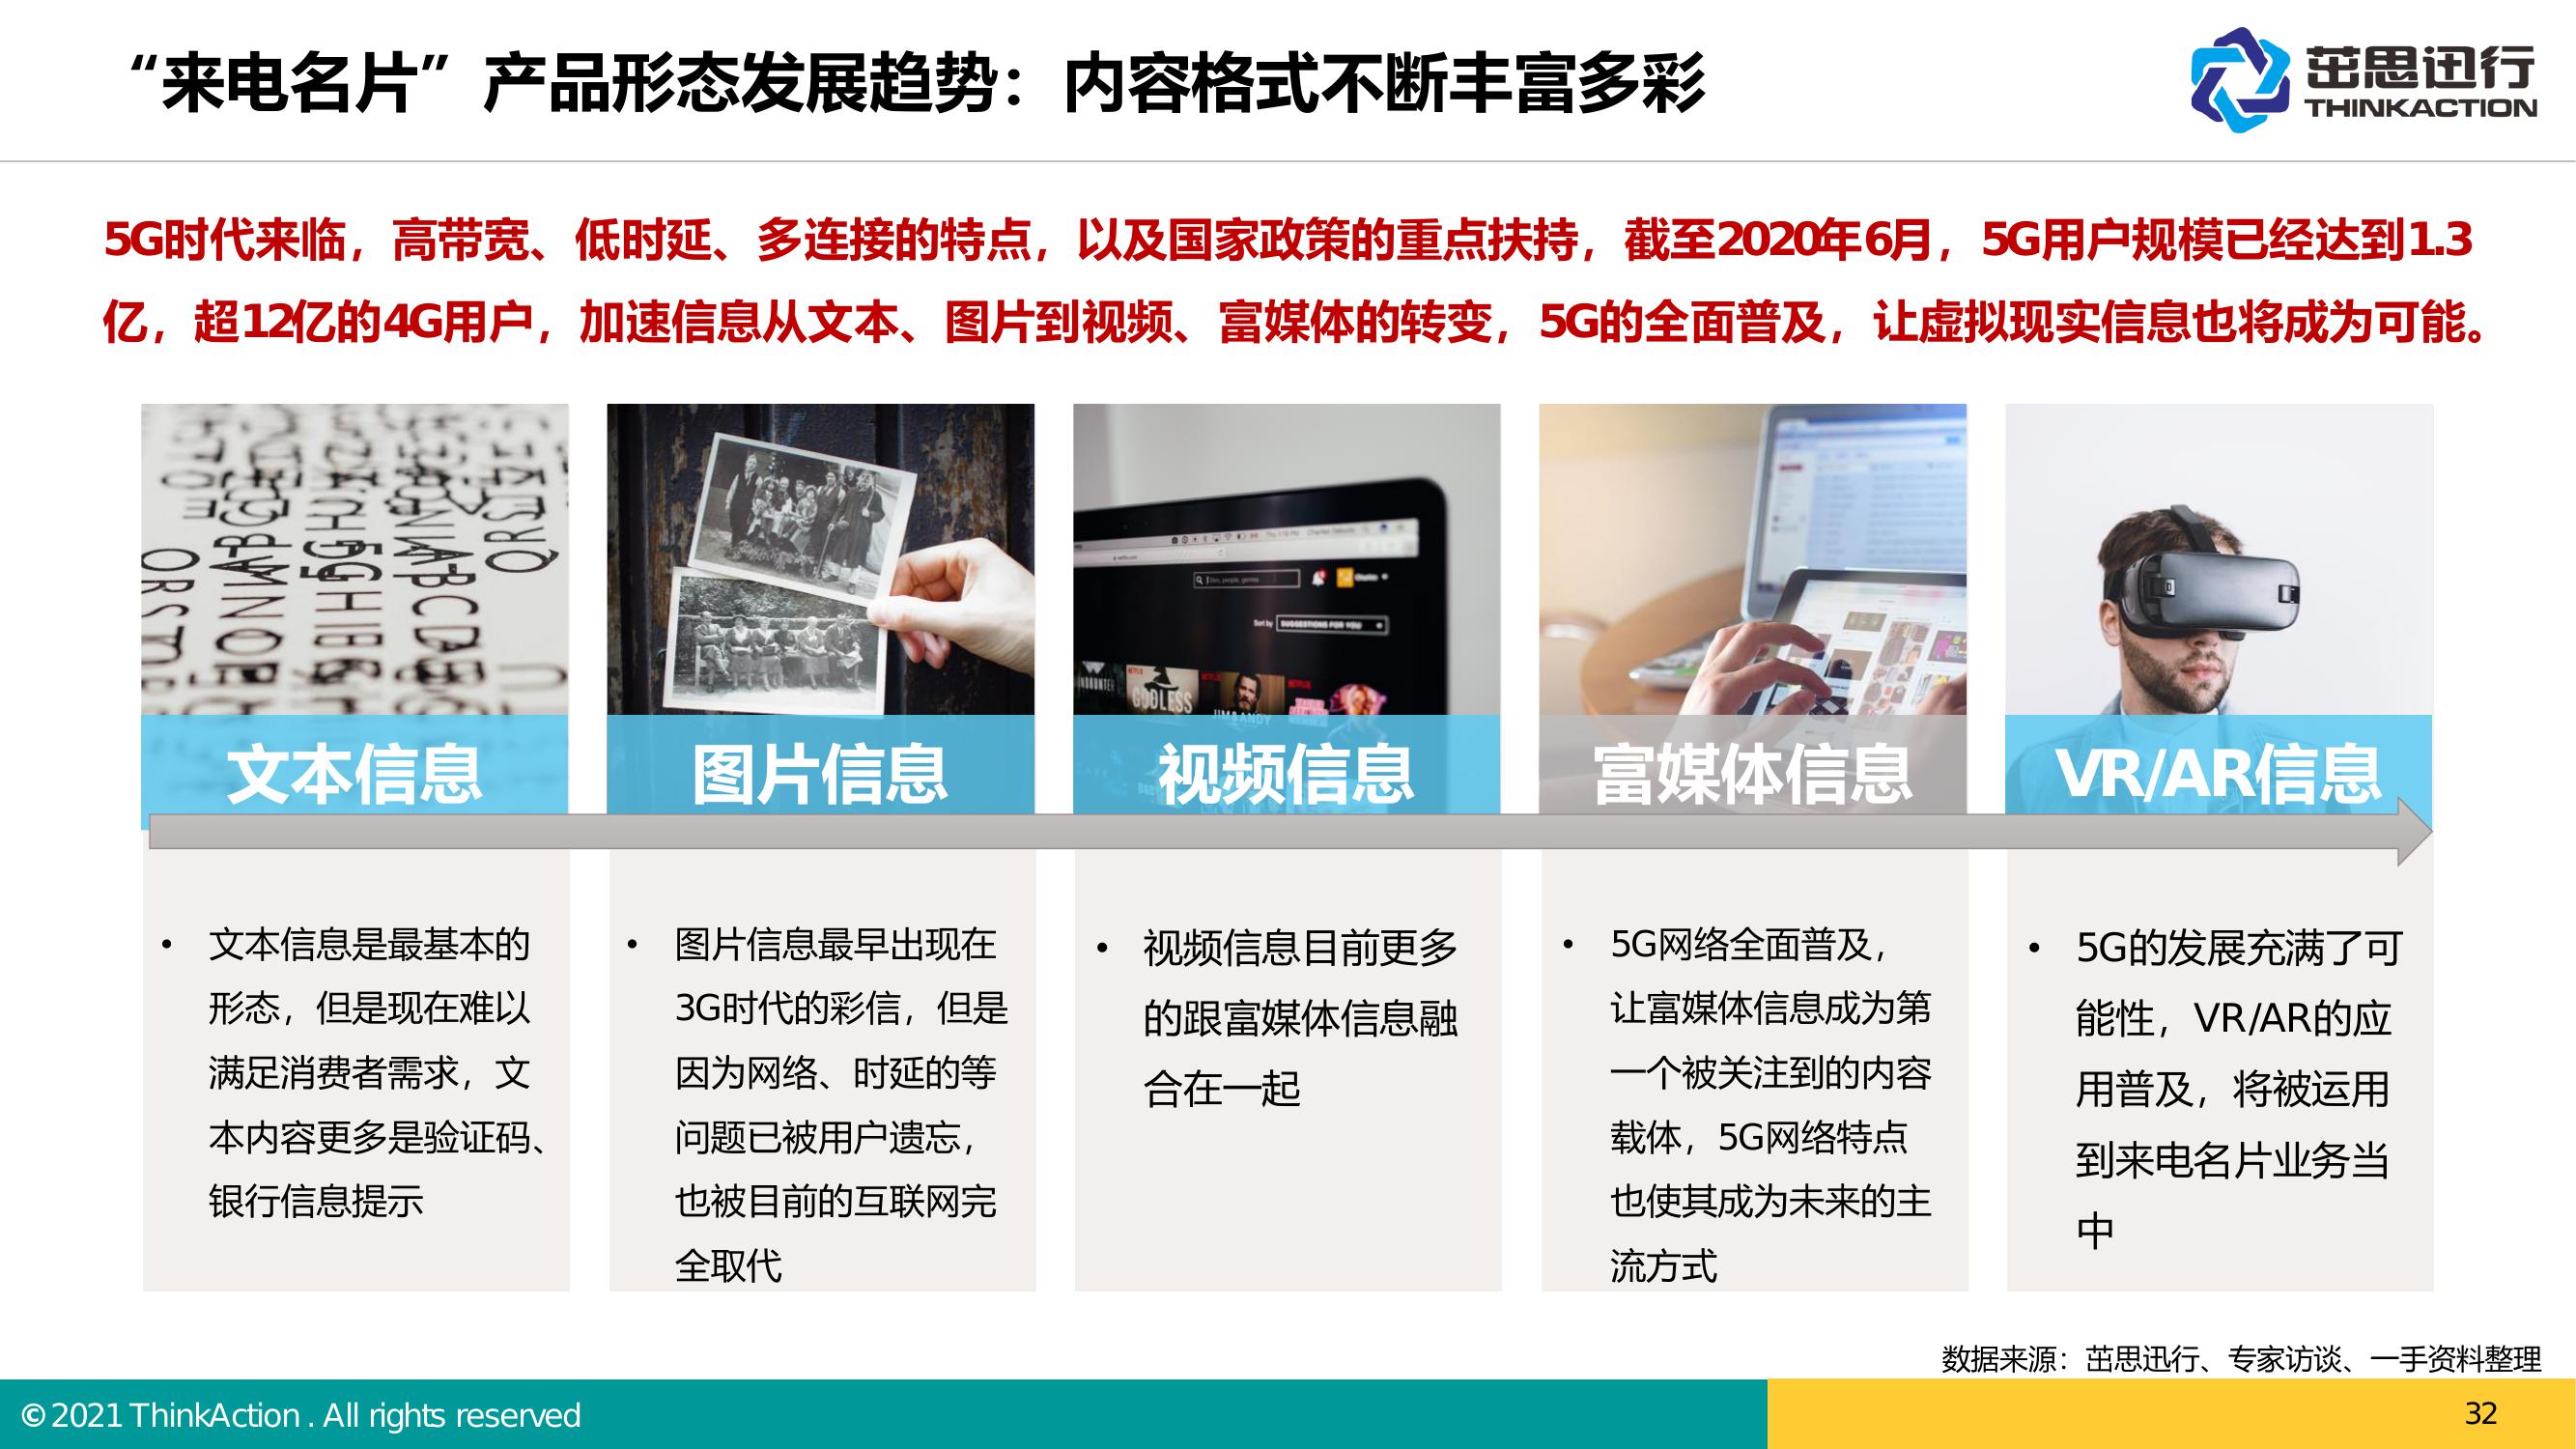 “来电名片”产品形态发展趋势：内容格式不断丰富多彩
茁思迅行
THINKACTION
5G时代来临，高带宽、低时延、多连接的特点，以及国家政策的重点扶持，截至2020年6月，5G用户规模已经达到1.3
亿，超12亿的4G用户，加速信息从文本、图片到视频、富媒体的转变，5G的全面普及，让虚拟现实信息也将成为可能。
文本信息
图片信息
Sort by
SUGGESTIONS FOR YOU
GODLESS
视频信息
富媒体信息
VR/AR信息
• 文本信息是最基本的
形态，但是现在难以
满足消费者需求，文
本内容更多是验证码、
银行信息提示
• 图片信息最早出现在
3G时代的彩信，但是
因为网络、时延的等
问题已被用户遗忘，
也被目前的互联网完
全取代
• 视频信息目前更多
的跟富媒体信息融
合在一起
• 5G网络全面普及，
让富媒体信息成为第
一个被关注到的内容
载体，5G网络特点
也使其成为未来的主
流方式
• 5G的发展充满了可
能性，VR/AR的应
用普及，将被运用
到来电名片业务当
中
数据来源：茁思迅行、专家访谈、一手资料整理
© 2021 ThinkAction . All rights reserved
32